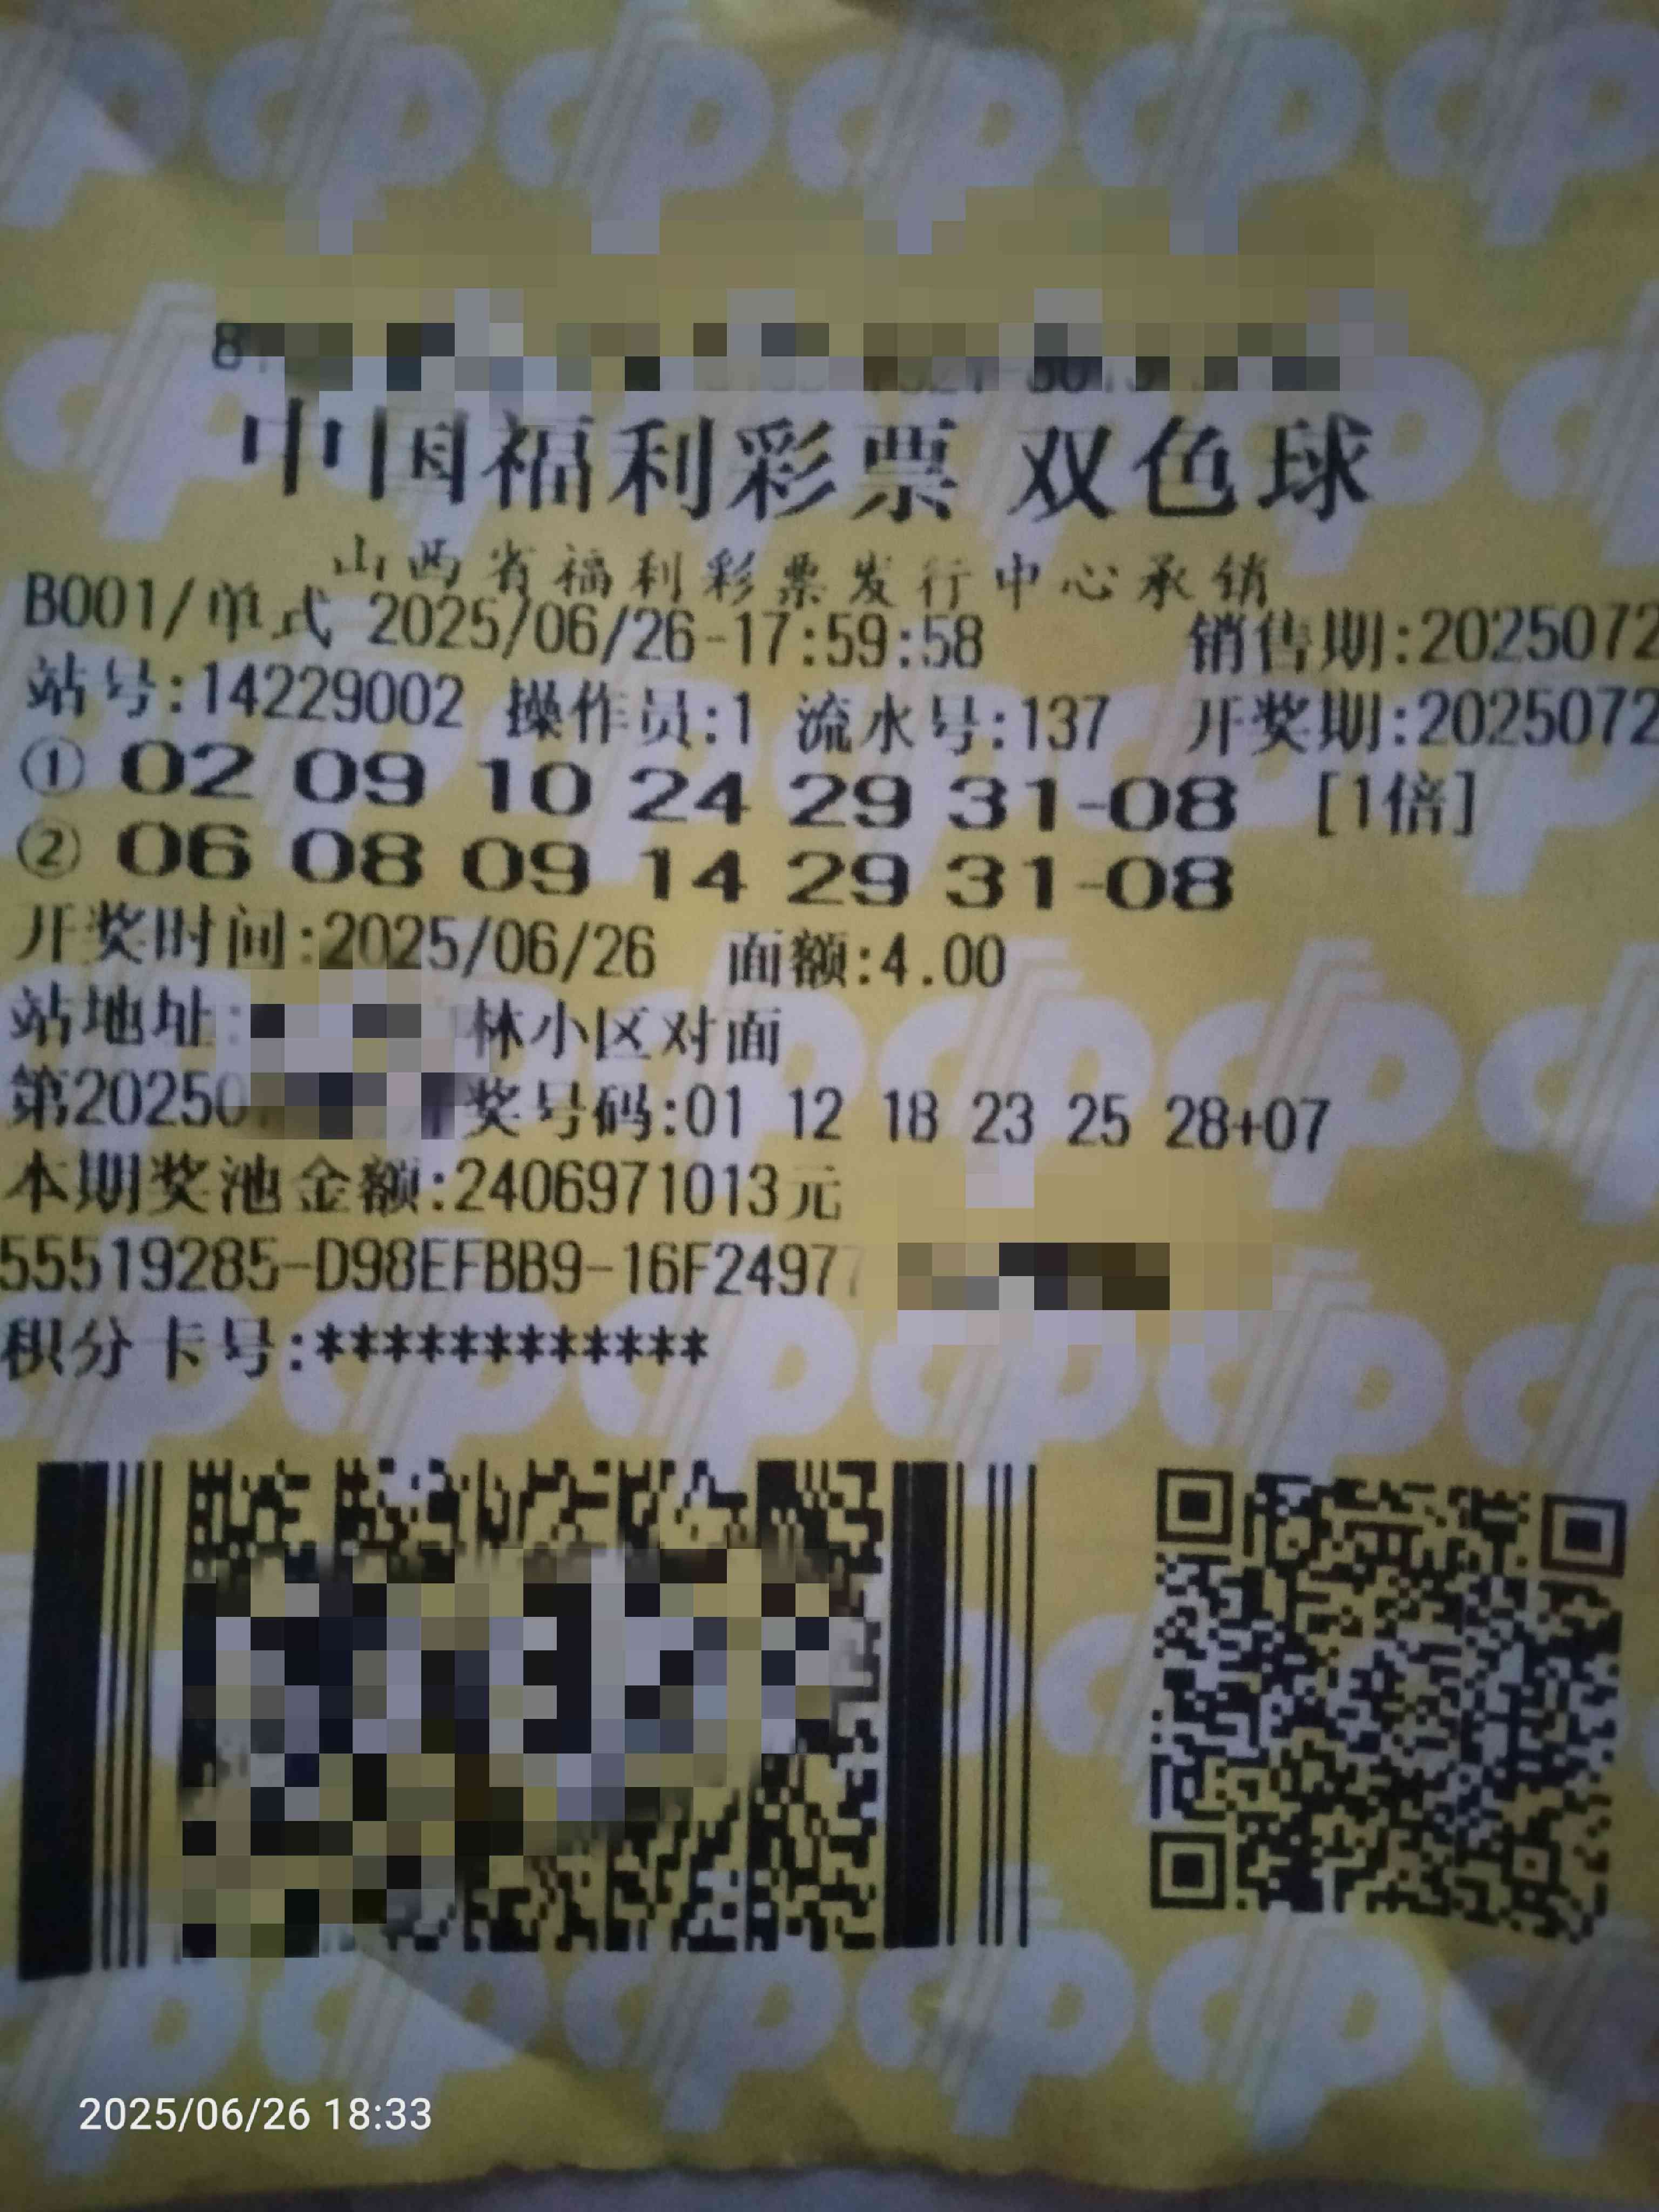 中国福利彩票 双色球
山西省福利彩票发行中心承销
B001/单式 2025/06/26-17:59:58 销售期:2025072
站号:14229002 操作员:1 流水号:137 开奖期:2025072
① 02 09 10 24 29 31-08 [1倍]
② 06 08 09 14 29 31-08
开奖时间:2025/06/26 面额:4.00
站地址: 林小区对面
第20250 奖号码:01 12 18 23 25 28+07
本期奖池金额:2406971013元
55519285-D98EFBB9-16F24977
积分卡号:************
2025/06/26 18:33